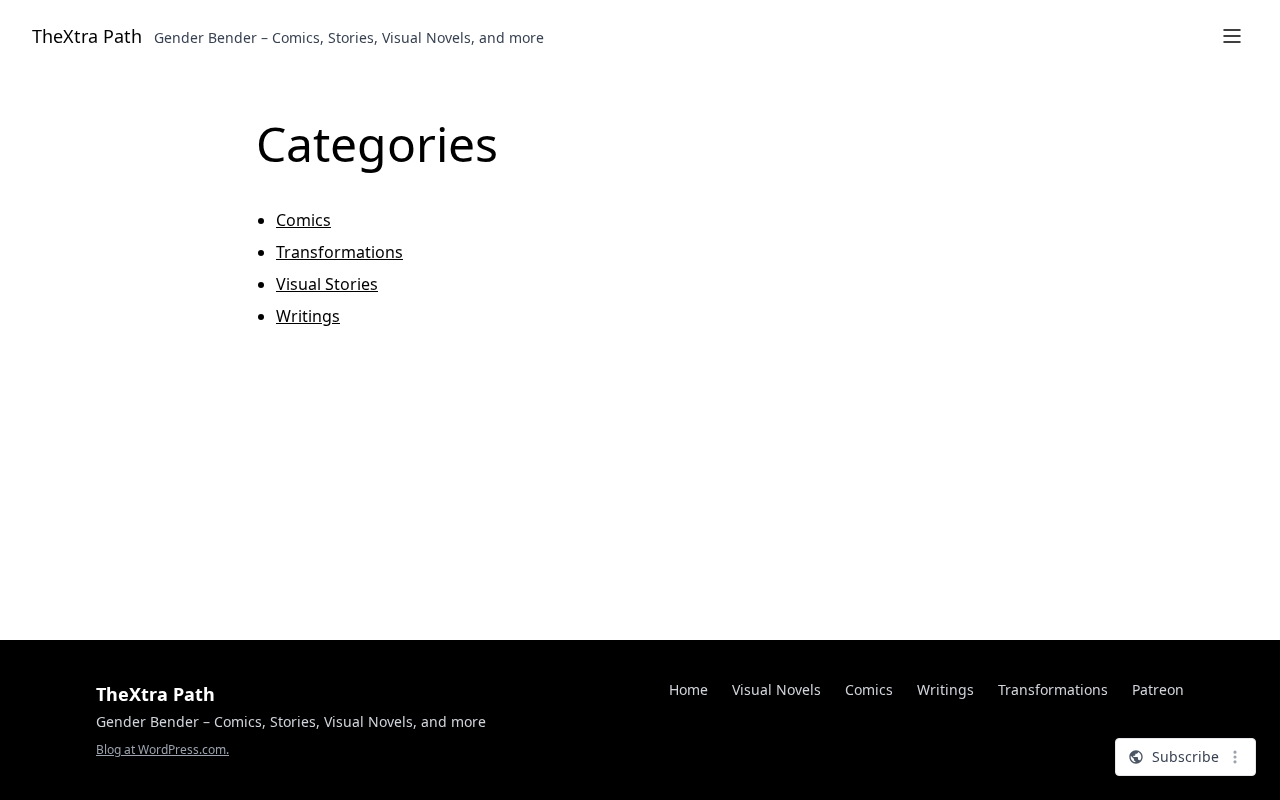 TheXtra Path Gender Bender – Comics, Stories, Visual Novels, and more
Categories
Comics
Transformations
Visual Stories
Writings
TheXtra Path
Gender Bender – Comics, Stories, Visual Novels, and more
Blog at WordPress.com.
Home Visual Novels Comics Writings Transformations Patreon
Subscribe